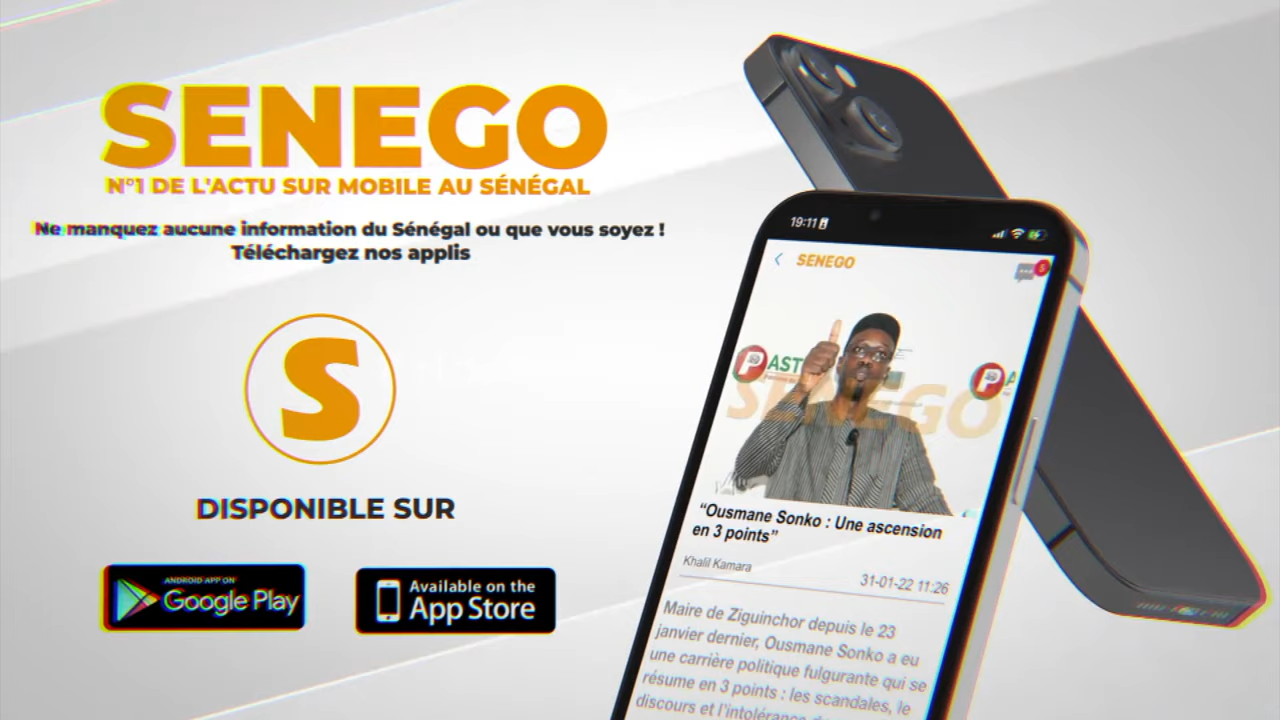 SENEGO
N°1 DE L'ACTU SUR MOBILE AU SÉNÉGAL
Ne manquez aucune information du Sénégal ou que vous soyez !
Téléchargez nos applis
S
DISPONIBLE SUR
ANDROID APP ON
Google Play
Available on the
App Store
19:11
SENEGO
5
PAST
SENEGO
“Ousmane Sonko : Une ascension
en 3 points”
Khalil Kamara
31-01-22 11:26
Maire de Ziguinchor depuis le 23
janvier dernier, Ousmane Sonko a eu
une carrière politique fulgurante qui se
résume en 3 points : les scandales, le
discours et l'intolérance